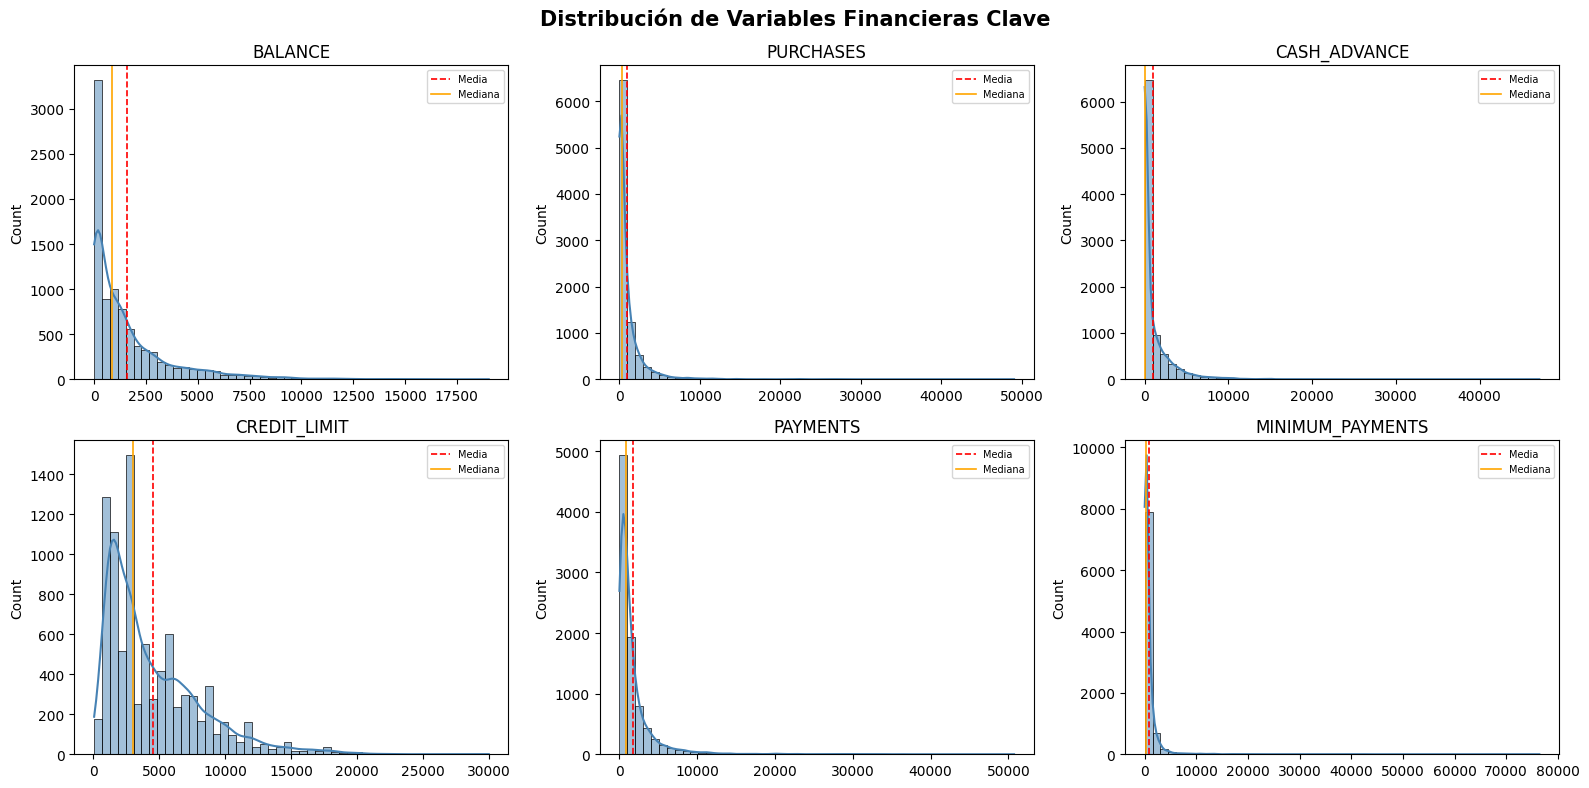 Distribución de Variables Financieras Clave
BALANCE
Media
Mediana
Count
3000
2500
2000
1500
1000
500
0
0 2500 5000 7500 10000 12500 15000 17500
PURCHASES
Media
Mediana
Count
6000
5000
4000
3000
2000
1000
0
0 10000 20000 30000 40000 50000
CASH_ADVANCE
Media
Mediana
Count
6000
5000
4000
3000
2000
1000
0
0 10000 20000 30000 40000
CREDIT_LIMIT
Media
Mediana
Count
1400
1200
1000
800
600
400
200
0
0 5000 10000 15000 20000 25000 30000
PAYMENTS
Media
Mediana
Count
5000
4000
3000
2000
1000
0
0 10000 20000 30000 40000 50000
MINIMUM_PAYMENTS
Media
Mediana
Count
10000
8000
6000
4000
2000
0
0 10000 20000 30000 40000 50000 60000 70000 80000